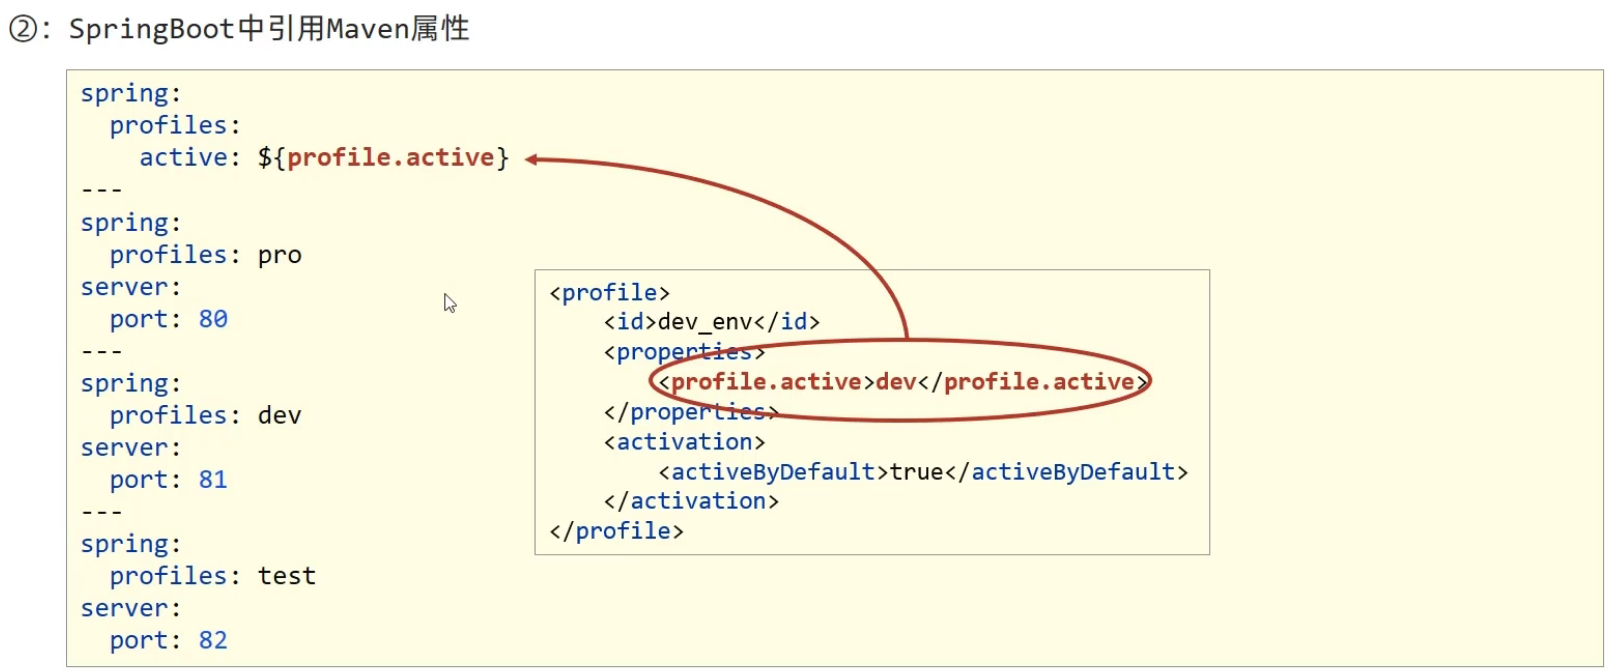 ②：SpringBoot中引用Maven属性
spring:
  profiles:
    active: ${profile.active}
---
spring:
  profiles: pro
server:
  port: 80
---
spring:
  profiles: dev
server:
  port: 81
---
spring:
  profiles: test
server:
  port: 82
<profile>
    <id>dev_env</id>
    <properties>
        <profile.active>dev</profile.active>
    </properties>
    <activation>
        <activeByDefault>true</activeByDefault>
    </activation>
</profile>